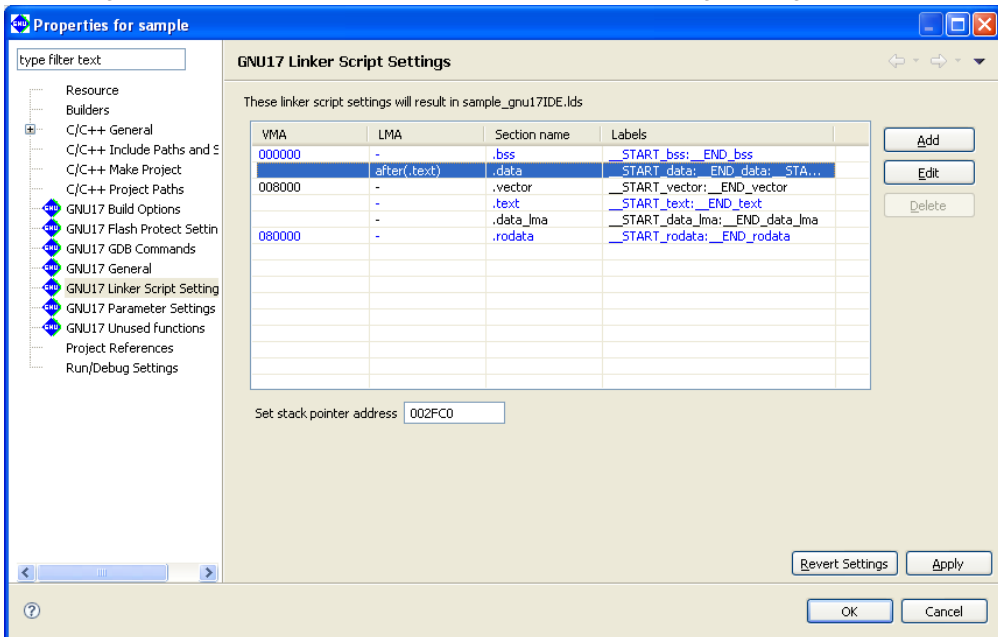 Properties for sample
type filter text
GNU17 Linker Script Settings
Resource
Builders
C/C++ General
C/C++ Include Paths and S
C/C++ Make Project
C/C++ Project Paths
GNU17 Build Options
GNU17 Flash Protect Settin
GNU17 GDB Commands
GNU17 General
GNU17 Linker Script Setting
GNU17 Parameter Settings
GNU17 Unused functions
Project References
Run/Debug Settings
These linker script settings will result in sample_gnu17IDE.lds
VMA LMA Section name Labels
000000 - .bss __START_bss:__END_bss
after(.text) .data __START_data:__END_data:__STA...
008000 - .vector __START_vector:__END_vector
- .text __START_text:__END_text
- .data_lma __START_data_lma:__END_data_lma
080000 - .rodata __START_rodata:__END_rodata
Add
Edit
Delete
Set stack pointer address 002FC0
Revert Settings Apply
OK Cancel